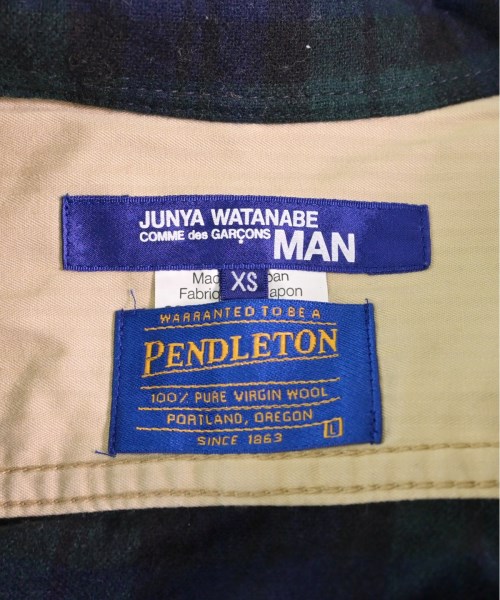 JUNYA WATANABE
COMME des GARÇONS MAN
XS
WARRANTED TO BE A
PENDLETON
100% PURE VIRGIN WOOL
PORTLAND, OREGON
SINCE 1863
L